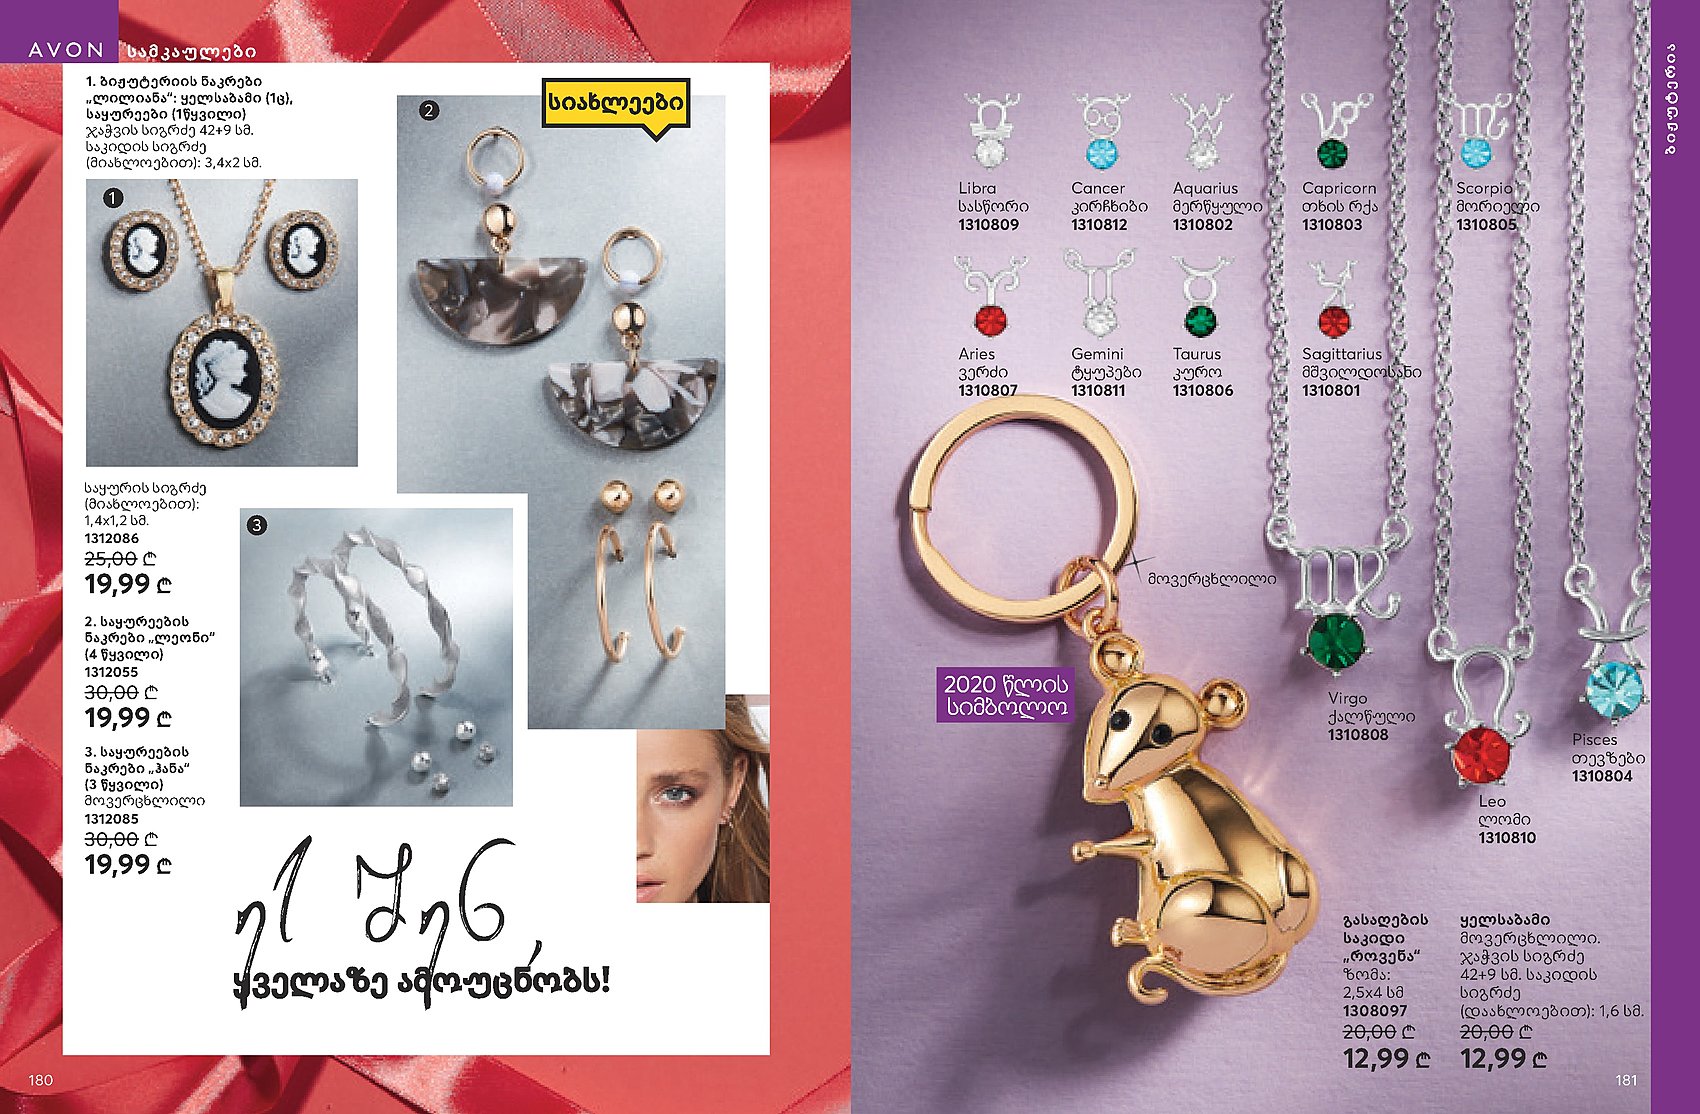 AVON
სამკაულები
1. ბიჟუტერიის ნაკრები
„ლილიანა“: ყელსაბამი (1ც),
საყურეები (1წყვილი)
ჯაჭვის სიგრძე 42+9 სმ.
საკიდის სიგრძე
(მიახლოებით): 3,4x2 სმ.
1
საყურის სიგრძე
(მიახლოებით):
1,4x1,2 სმ.
1312086
25,00 ₾
19,99 ₾
2. საყურეების
ნაკრები „ლეონი“
(4 წყვილი)
1312055
30,00 ₾
19,99 ₾
3. საყურეების
ნაკრები „ჰანა“
(3 წყვილი)
მოვერცხლილი
1312085
30,00 ₾
19,99 ₾
2
სიახლეები
3
ეს შენ,
ყველაზე ამოუცნობს!
180
ბიჟუტერია
Libra
სასწორი
1310809
Cancer
კირჩხიბი
1310812
Aquarius
მერწყული
1310802
Capricorn
თხის რქა
1310803
Scorpio
მორიელი
1310805
Aries
ვერძი
1310807
Gemini
ტყუპები
1310811
Taurus
კურო
1310806
Sagittarius
მშვილდოსანი
1310801
მოვერცხლილი
2020 წლის
სიმბოლო
Virgo
ქალწული
1310808
Leo
ლომი
1310810
Pisces
თევზები
1310804
გასაღების
საკიდი
„როვენა“
ზომა:
2,5x4 სმ
1308097
20,00 ₾
12,99 ₾
ყელსაბამი
მოვერცხლილი.
ჯაჭვის სიგრძე
42+9 სმ. საკიდის
სიგრძე
(დაახლოებით): 1,6 სმ.
20,00 ₾
12,99 ₾
181